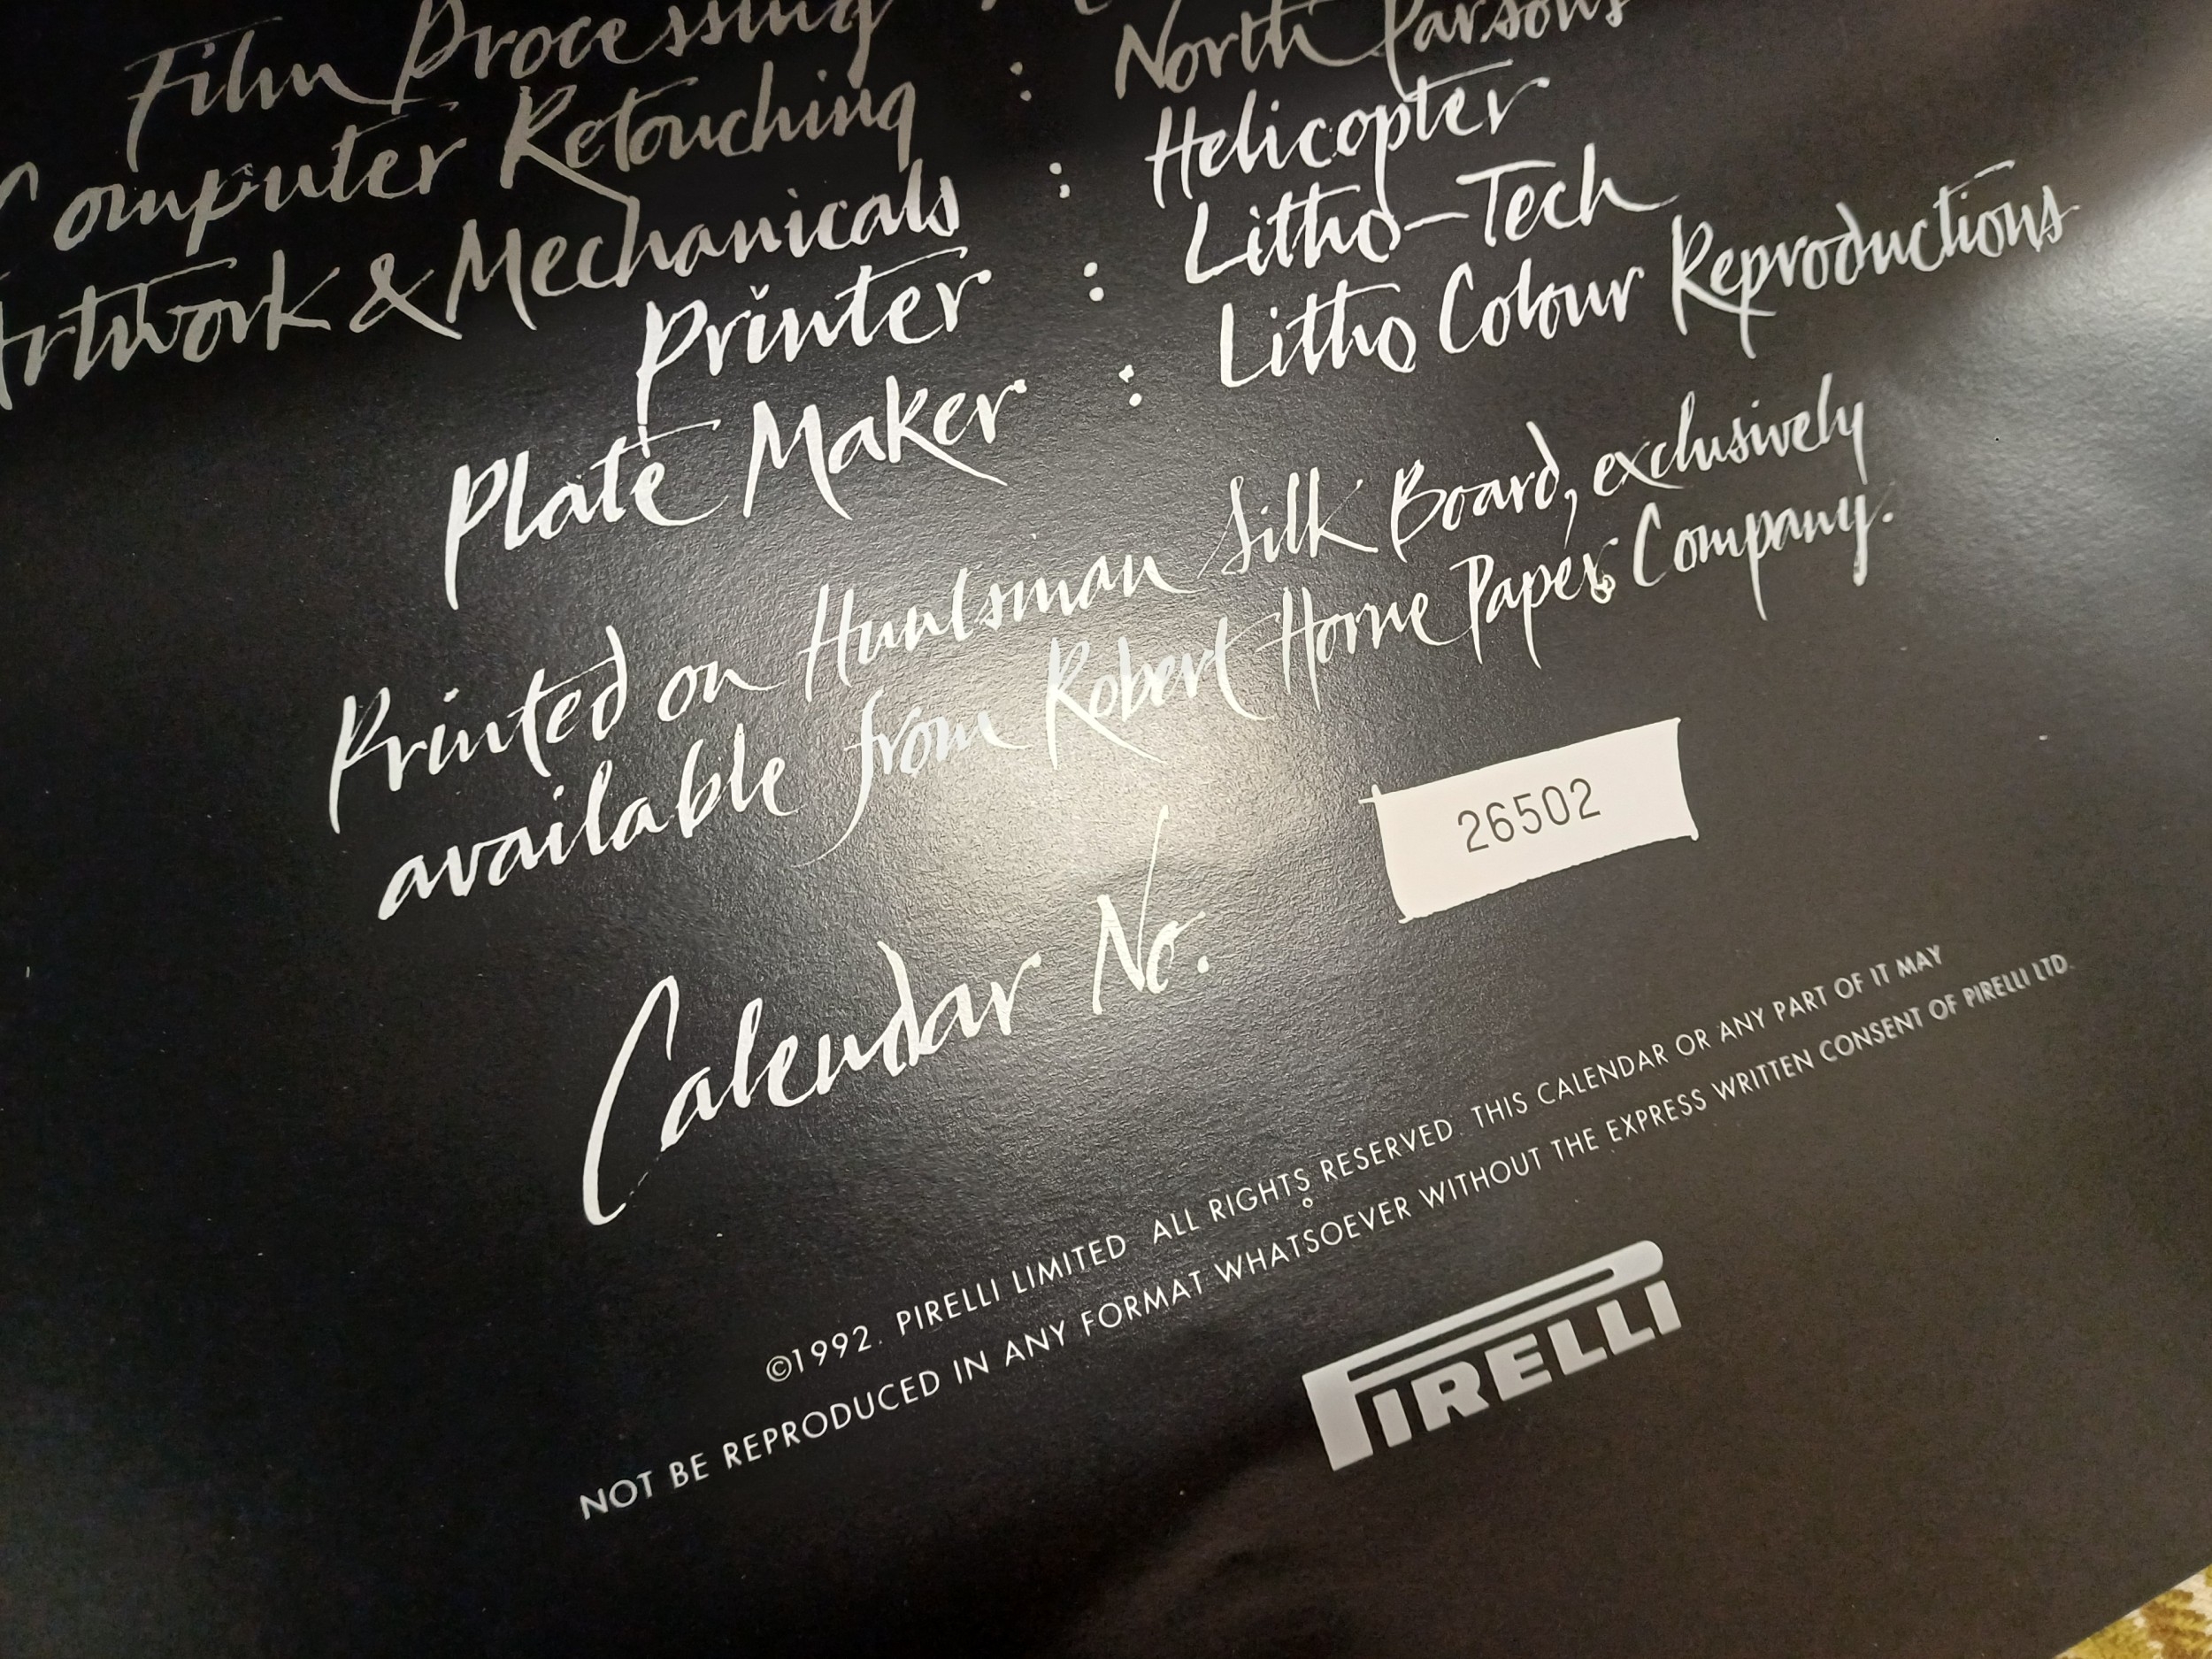 Film Processing
Computer Retouching : North Parsons
Artwork & Mechanicals : Helicopter
Printer : Litho-Tech
Plate Maker : Litho Colour Reproductions
Printed on Huntsman Silk Board, exclusively
available from Robert Horne Paper Company.
Calendar No. 26502
©1992. PIRELLI LIMITED ALL RIGHTS RESERVED. THIS CALENDAR OR ANY PART OF IT MAY
NOT BE REPRODUCED IN ANY FORMAT WHATSOEVER WITHOUT THE EXPRESS WRITTEN CONSENT OF PIRELLI LTD.
PIRELLI